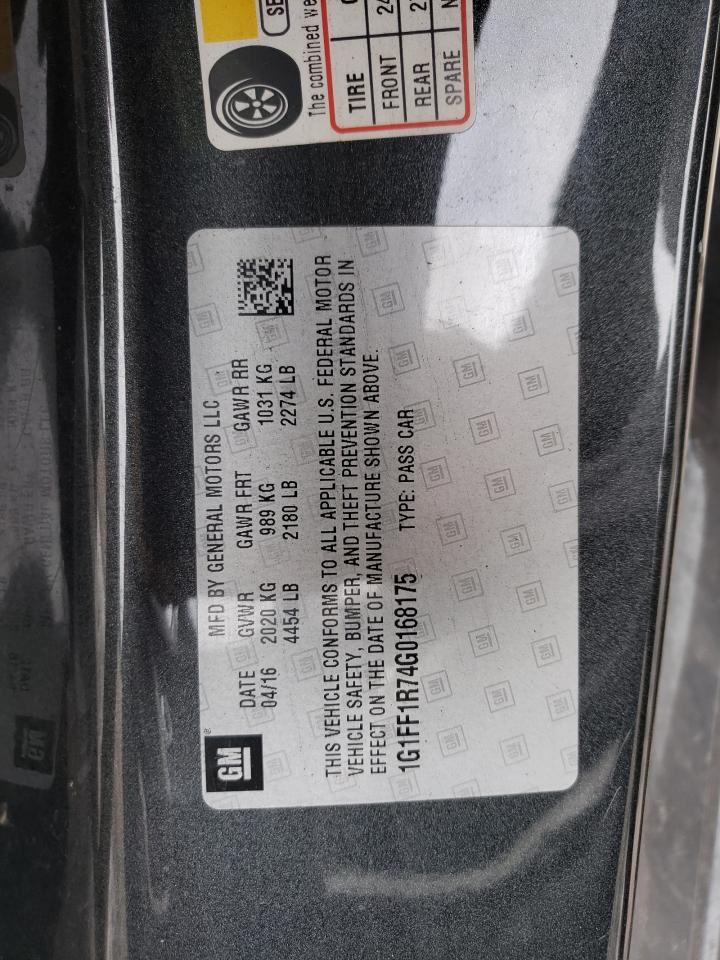 GM
MFD BY GENERAL MOTORS LLC
DATE GVWR GAWR FRT GAWR RR
04/16 2020 KG 989 KG 1031 KG
4454 LB 2180 LB 2274 LB
THIS VEHICLE CONFORMS TO ALL APPLICABLE U.S. FEDERAL MOTOR
VEHICLE SAFETY, BUMPER, AND THEFT PREVENTION STANDARDS IN
EFFECT ON THE DATE OF MANUFACTURE SHOWN ABOVE.
1G1FF1R74G0168175 TYPE: PASS CAR
The combined
TIRE
FRONT
REAR
SPARE